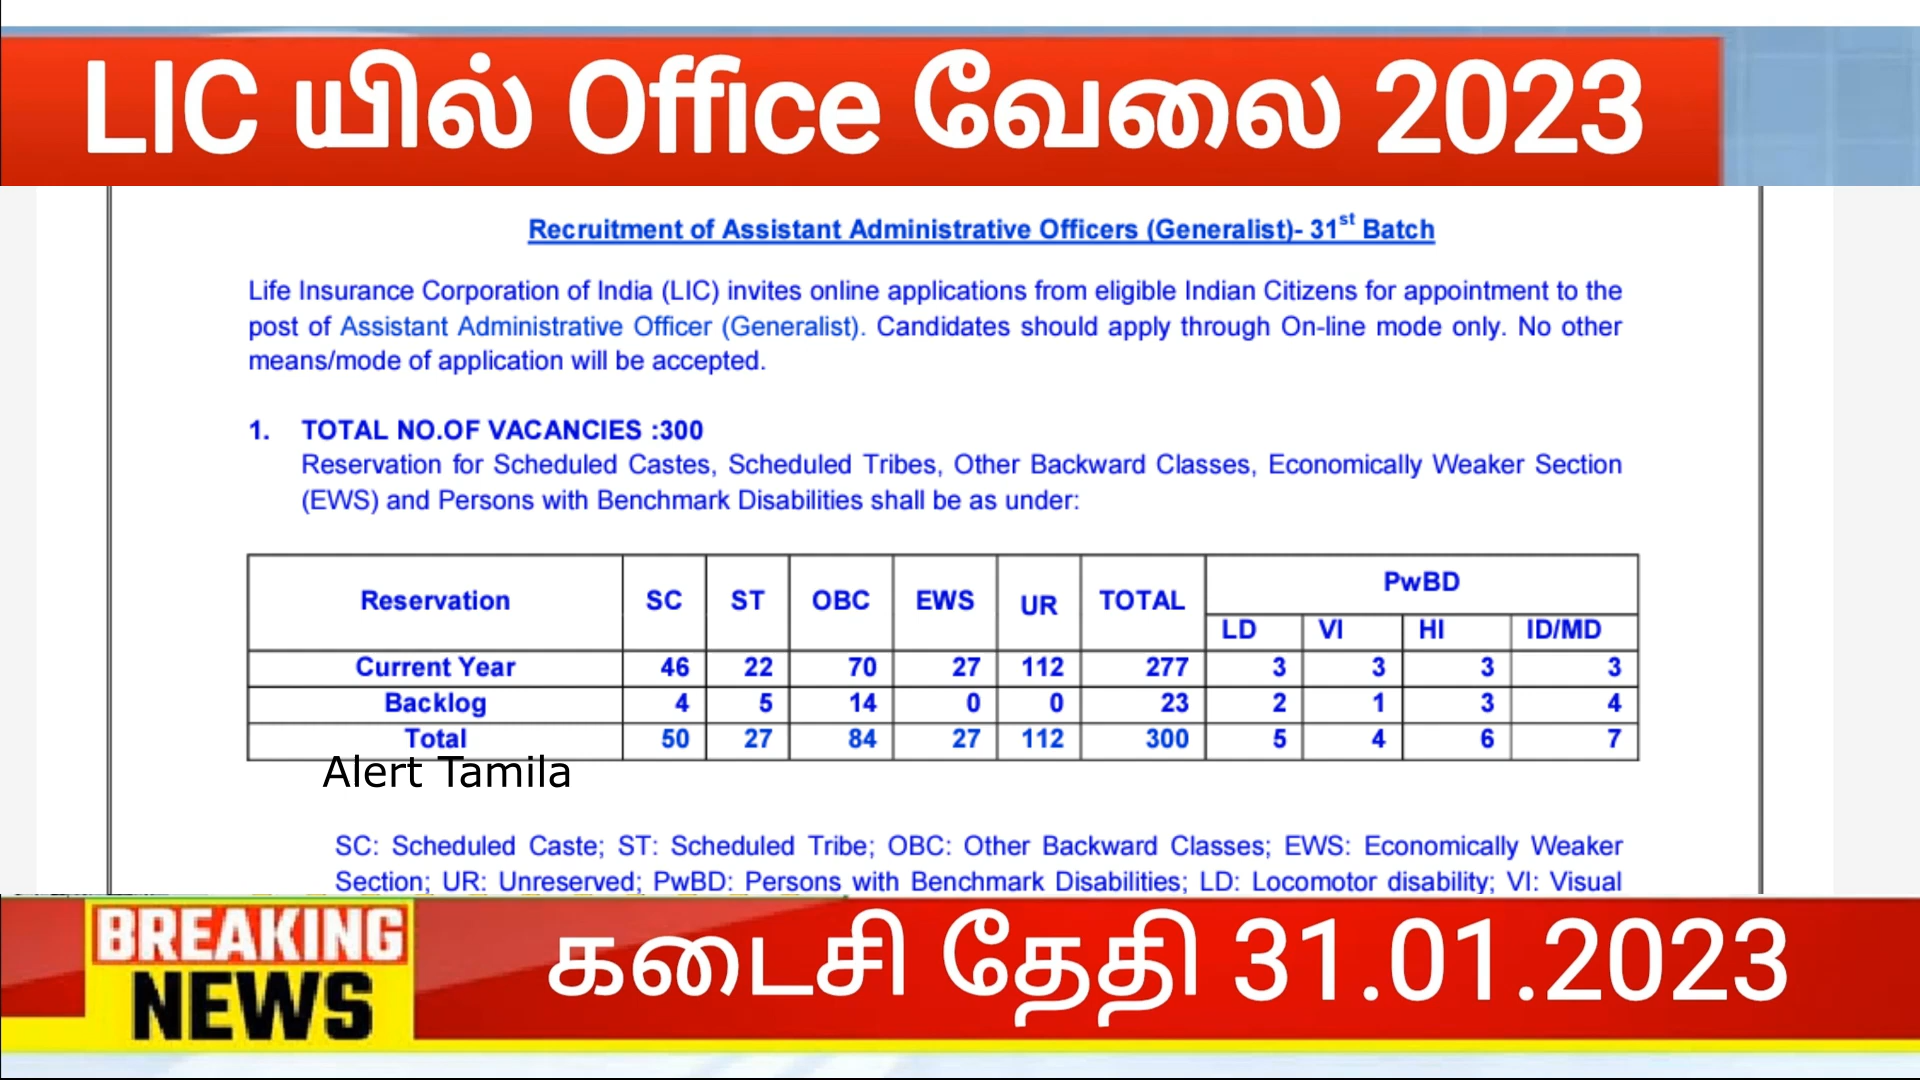 LIC யில் Office வேலை 2023
Recruitment of Assistant Administrative Officers (Generalist)- 31st Batch
Life Insurance Corporation of India (LIC) invites online applications from eligible Indian Citizens for appointment to the
post of Assistant Administrative Officer (Generalist). Candidates should apply through On-line mode only. No other
means/mode of application will be accepted.
1. TOTAL NO.OF VACANCIES :300
Reservation for Scheduled Castes, Scheduled Tribes, Other Backward Classes, Economically Weaker Section
(EWS) and Persons with Benchmark Disabilities shall be as under:
Reservation SC ST OBC EWS UR TOTAL PwBD
LD VI HI ID/MD
Current Year 46 22 70 27 112 277 3 3 3 3
Backlog 4 5 14 0 0 23 2 1 3 4
Total 50 27 84 27 112 300 5 4 6 7
Alert Tamila
SC: Scheduled Caste; ST: Scheduled Tribe; OBC: Other Backward Classes; EWS: Economically Weaker
Section; UR: Unreserved; PwBD: Persons with Benchmark Disabilities; LD: Locomotor disability; VI: Visual
BREAKING
NEWS
கடைசி தேதி 31.01.2023